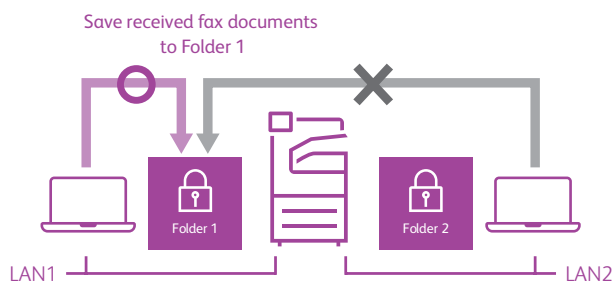 Save received fax documents
to Folder 1
Folder 1
Folder 2
LAN1
LAN2